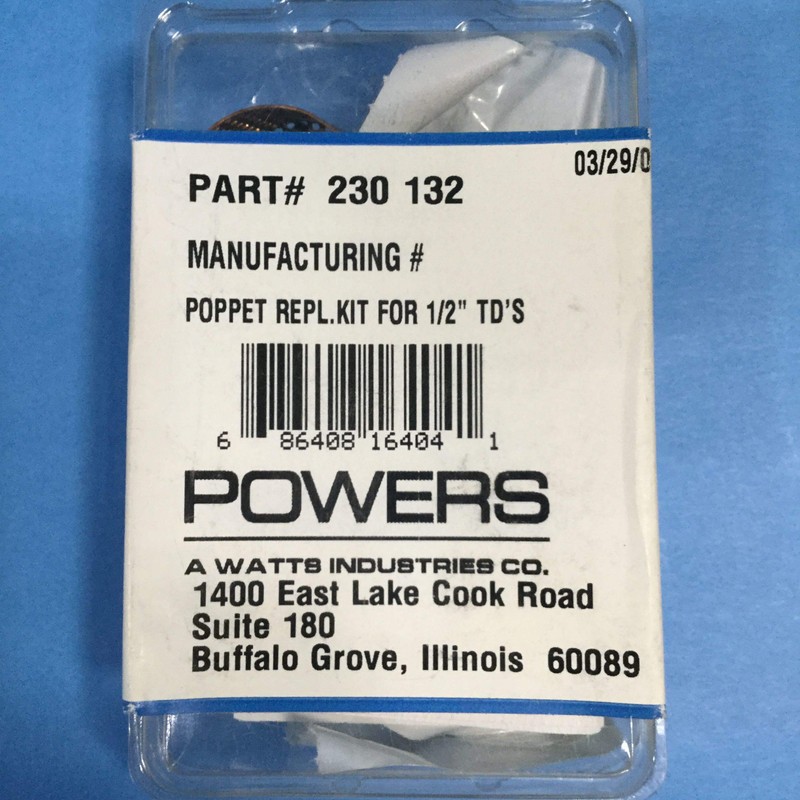 03/29/0
PART# 230 132
MANUFACTURING #
POPPET REPL.KIT FOR 1/2" TD'S
6 86408 16404 1
POWERS
A WATTS INDUSTRIES CO.
1400 East Lake Cook Road
Suite 180
Buffalo Grove, Illinois 60089